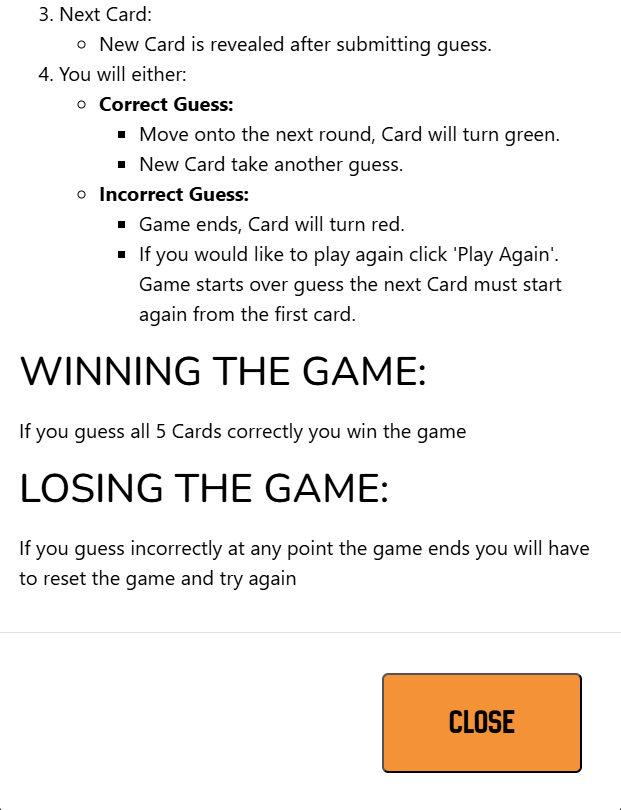 3. Next Card:
New Card is revealed after submitting guess.
4. You will either:
Correct Guess:
Move onto the next round, Card will turn green.
New Card take another guess.
Incorrect Guess:
Game ends, Card will turn red.
If you would like to play again click 'Play Again'.
Game starts over guess the next Card must start
again from the first card.
WINNING THE GAME:
If you guess all 5 Cards correctly you win the game
LOSING THE GAME:
If you guess incorrectly at any point the game ends you will have
to reset the game and try again
CLOSE